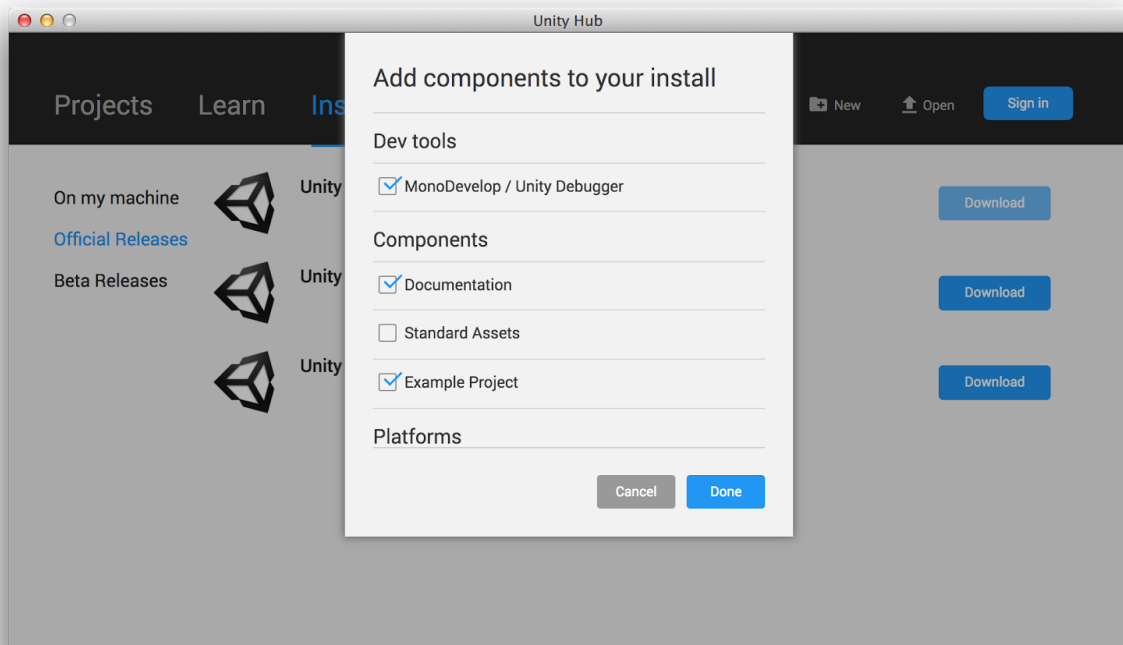 Unity Hub
Projects Learn Ins New Open Sign in
Add components to your install
Dev tools
MonoDevelop / Unity Debugger
Components
Documentation
Standard Assets
Example Project
Platforms
Cancel Done
On my machine
Official Releases
Beta Releases
Unity Download
Unity Download
Unity Download